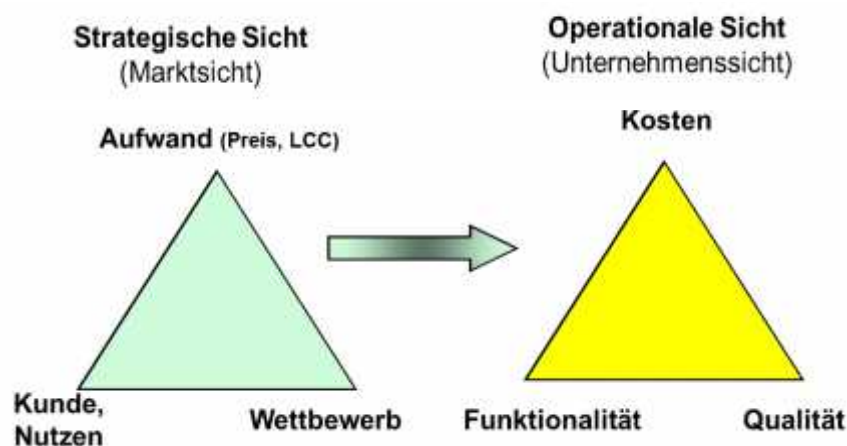 Strategische Sicht
(Marktsicht)
Aufwand (Preis, LCC)
Kunde,
Nutzen
Wettbewerb
Operationale Sicht
(Unternehmenssicht)
Kosten
Funktionalität
Qualität